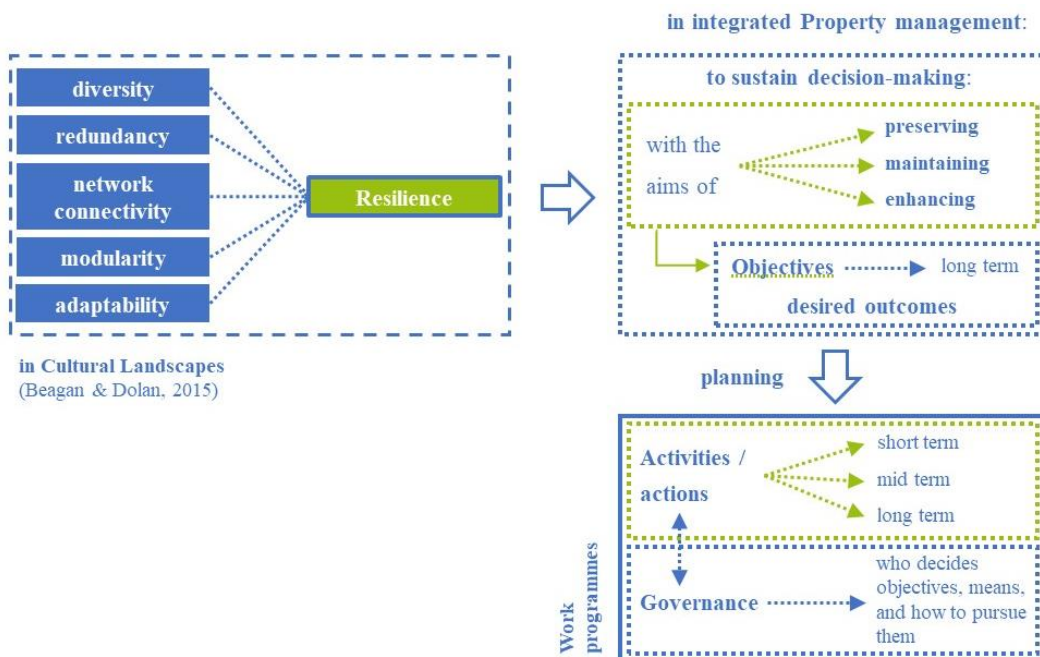 diversity
redundancy
network
connectivity
modularity
adaptability
Resilience
in Cultural Landscapes
(Beagan & Dolan, 2015)
in integrated Property management:
to sustain decision-making:
with the
aims of
preserving
maintaining
enhancing
Objectives
long term
desired outcomes
planning
Work
programmes
Activities /
actions
short term
mid term
long term
Governance
who decides
objectives, means,
and how to pursue
them